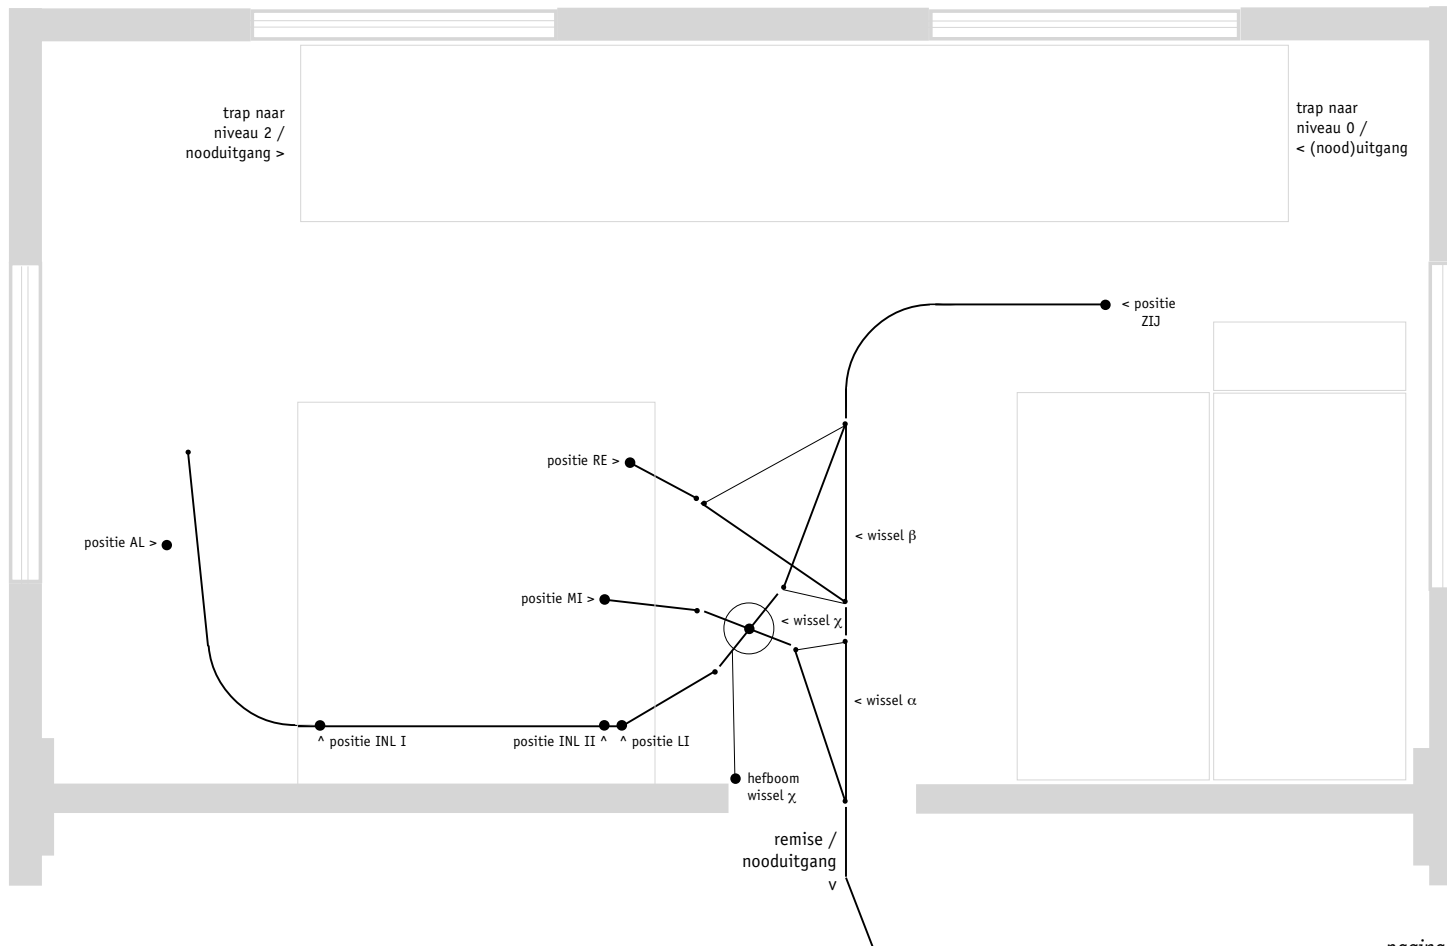 trap naar
niveau 2 /
nooduitgang >
trap naar
niveau 0 /
< (nood)uitgang
< positie
ZIJ
positie RE >
< wissel β
positie AL >
positie MI >
< wissel χ
< wissel α
^ positie INL I
positie INL II ^
^ positie LI
hefboom
wissel χ
remise /
nooduitgang
v